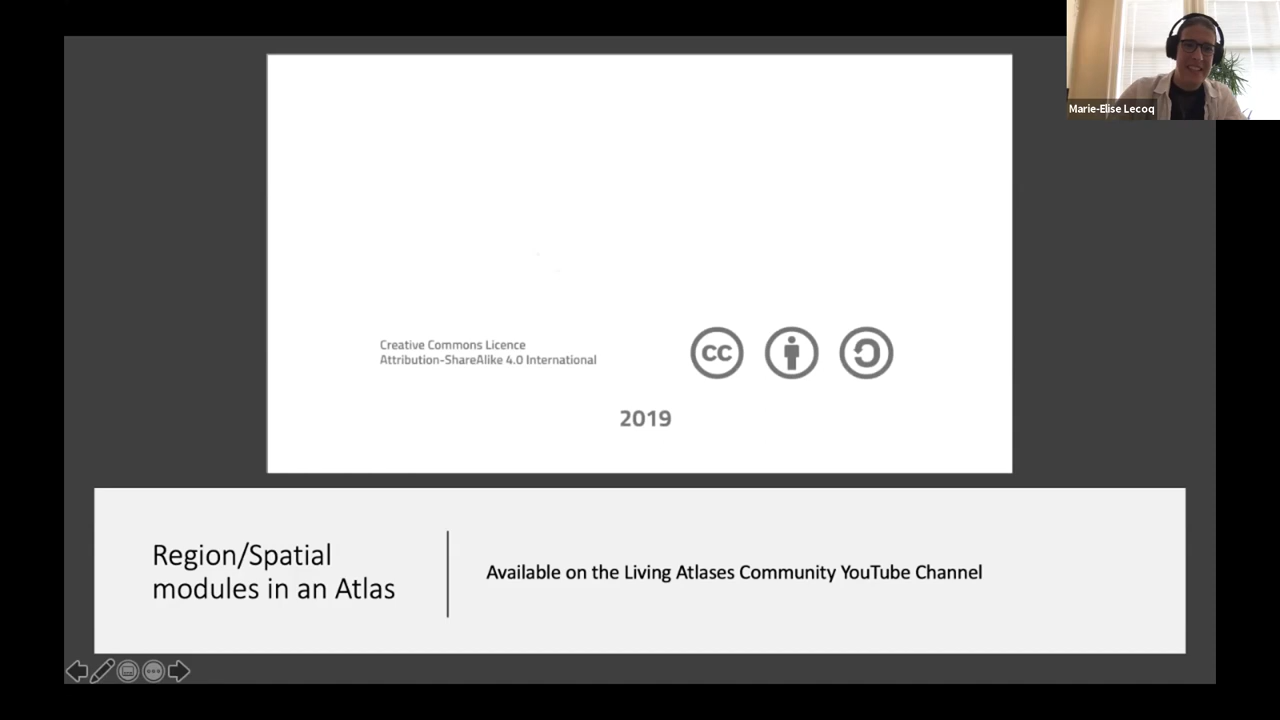 Marie-Elise Lecoq
Creative Commons Licence
Attribution-ShareAlike 4.0 International
cc
2019
Region/Spatial
modules in an Atlas
Available on the Living Atlases Community YouTube Channel